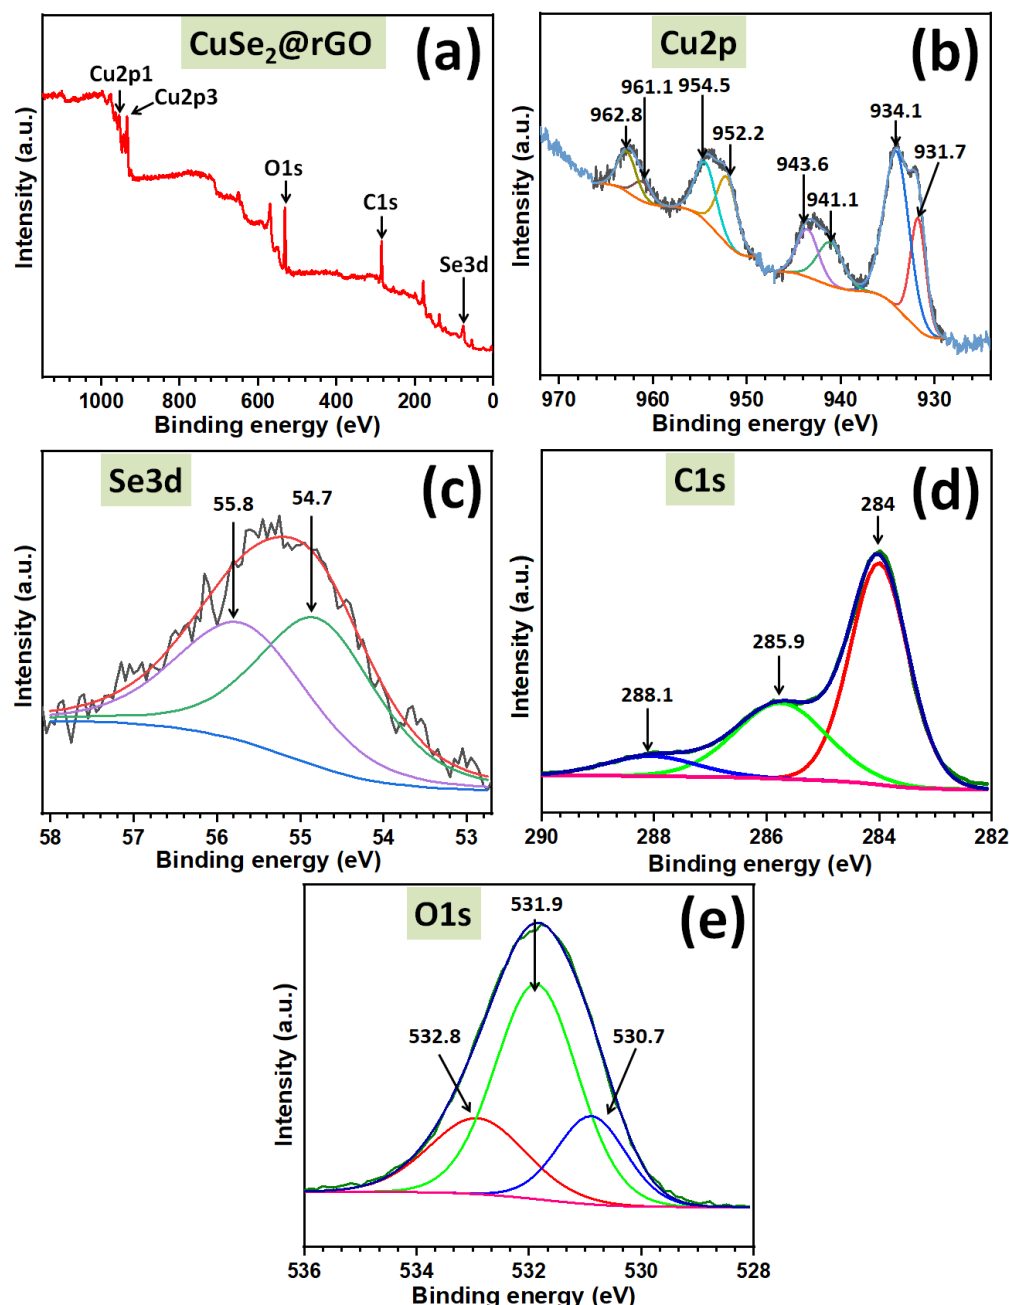 CuSe₂@rGO
(a)
Cu2p1
Cu2p3
O1s
C1s
Se3d
Intensity (a.u.)
1000 800 600 400 200 0
Binding energy (eV)
Cu2p
(b)
962.8
961.1
954.5
952.2
943.6
941.1
934.1
931.7
Intensity (a.u.)
970 960 950 940 930
Binding energy (eV)
Se3d
(c)
55.8
54.7
Intensity (a.u.)
58 57 56 55 54 53
Binding energy (eV)
C1s
(d)
284
285.9
288.1
Intensity (a.u.)
290 288 286 284 282
Binding energy (eV)
O1s
(e)
531.9
532.8
530.7
Intensity (a.u.)
536 534 532 530 528
Binding energy (eV)